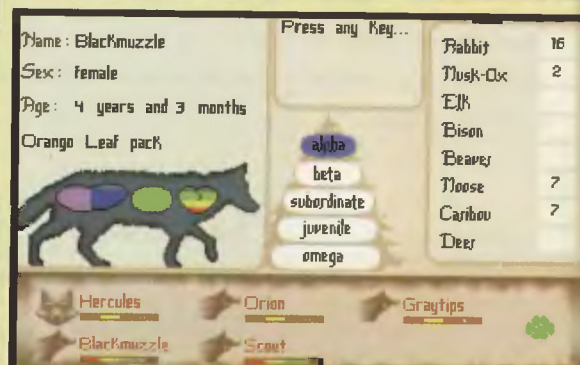 Name: Blackmuzzle
Sex: female
Age: 4 years and 3 months
Orango Leaf pack
Press any Key...
alpha
beta
subordinate
juvenile
omega
Rabbit 16
Musk-Ox 2
Elk
Bison
Beaver
Moose 7
Caribou 7
Deer
Hercules
Orion
Graytips
Blackmuzzle
Scout